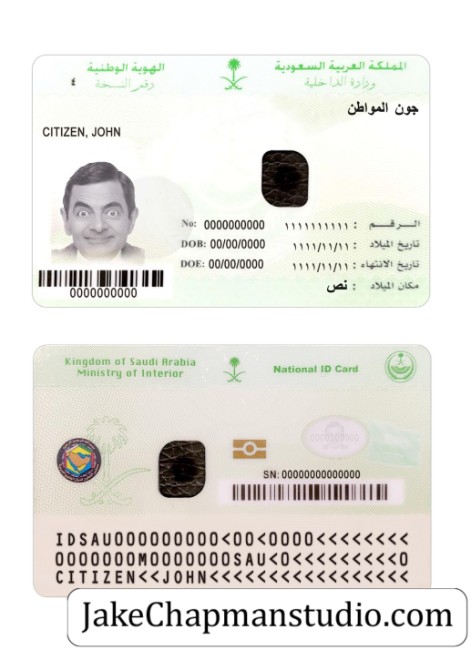 المملكة العربية السعودية
وزارة الداخلية
الهوية الوطنية
رقم النسخة
٤
جون المواطن
CITIZEN, JOHN
No: 0000000000
الرقم : ١١١١١١١١١١
DOB: 00/00/0000
تاريخ الميلاد : ١١١١/١١/١١
DOE: 00/00/0000
تاريخ الانتهاء : ١١١١/١١/١١
مكان الميلاد : نص
0000000000
Kingdom of Saudi Arabia
Ministry of Interior
National ID Card
SN: 00000000000000
IDSAU0000000000<00<0000<<<<<<<<
0000000M0000000SAU<0<<<<<<<<<0
CITIZEN<<JOHN<<<<<<<<<<<<<<<<<
JakeChapmanstudio.com